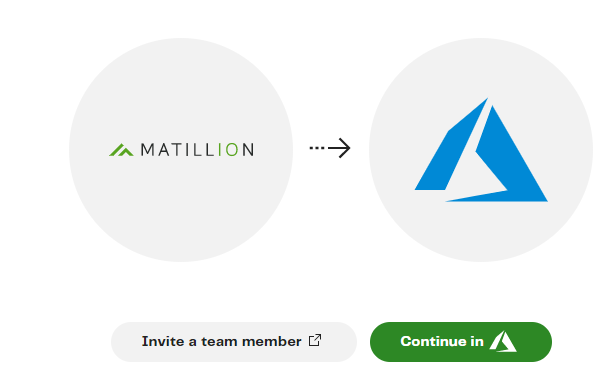 MATILLION
Invite a team member
Continue in